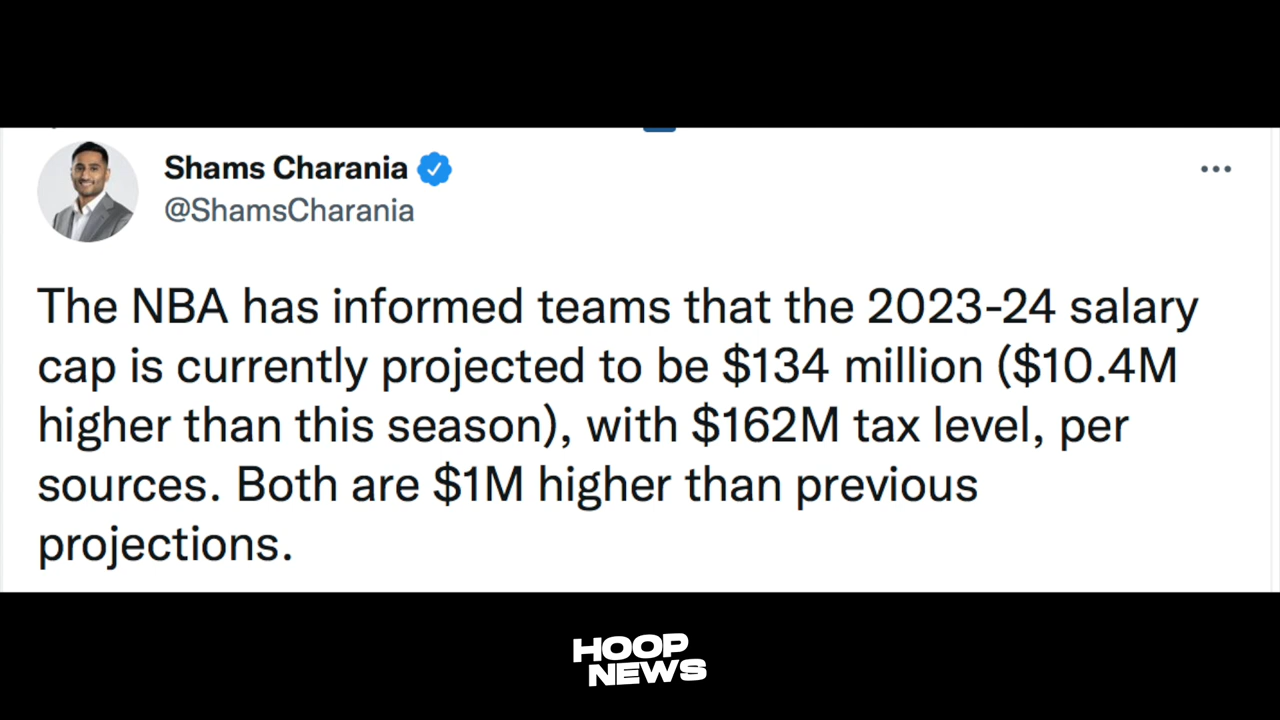 Shams Charania
@ShamsCharania
The NBA has informed teams that the 2023-24 salary
cap is currently projected to be $134 million ($10.4M
higher than this season), with $162M tax level, per
sources. Both are $1M higher than previous
projections.
HOOP
NEWS